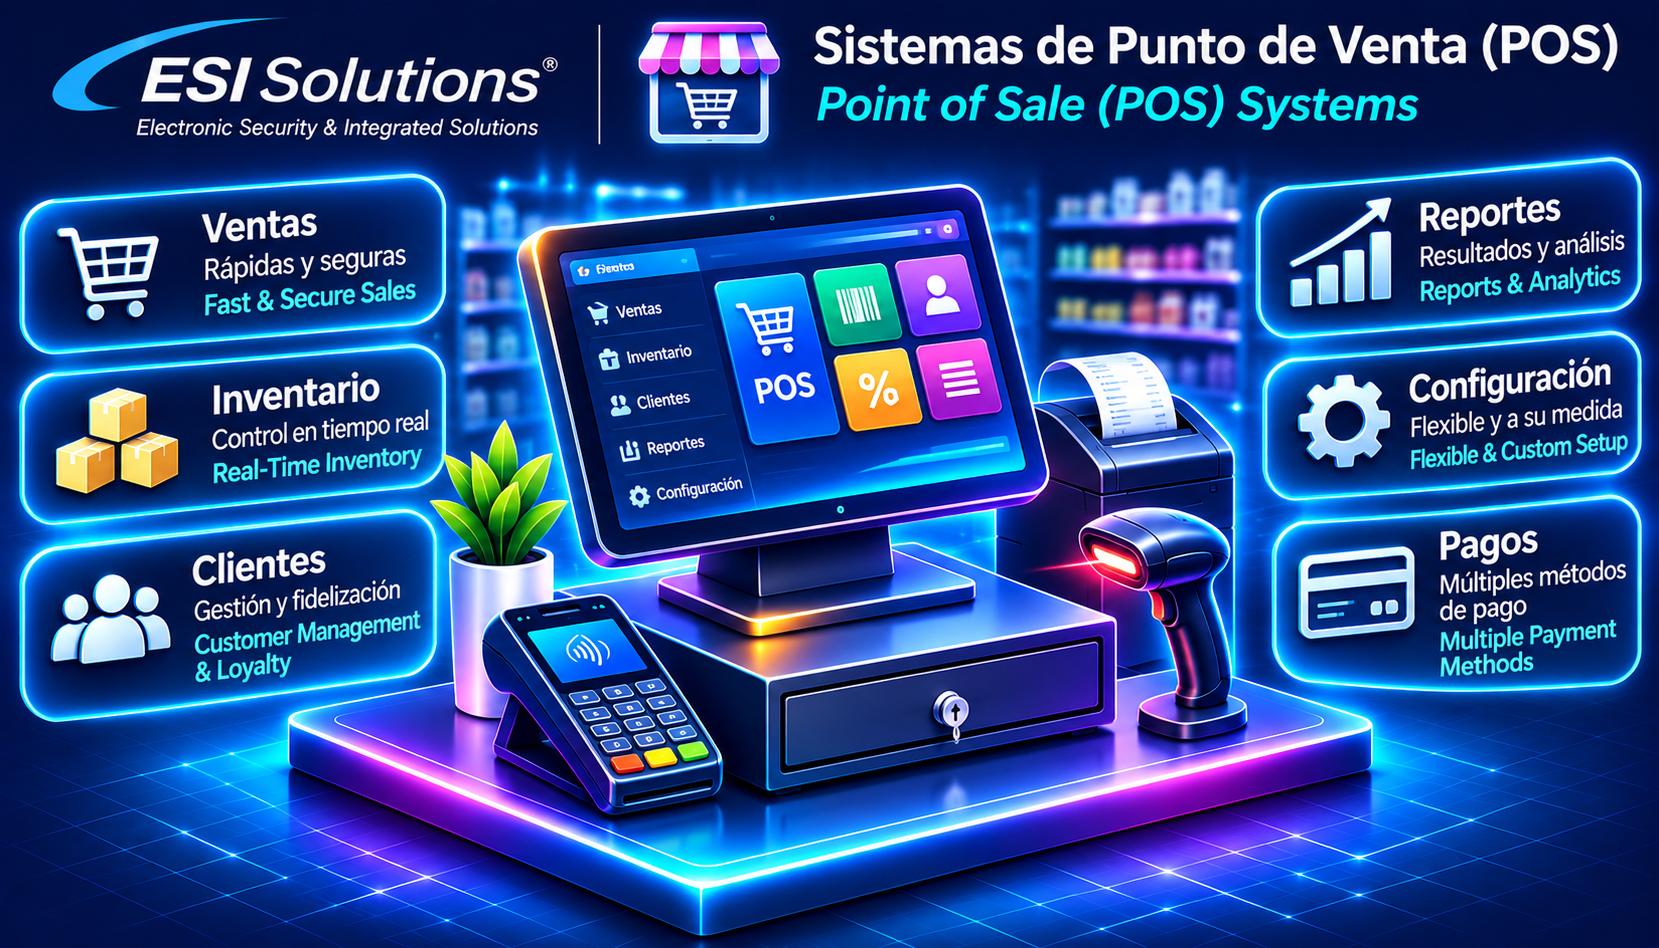 ESI Solutions®
Electronic Security & Integrated Solutions
Sistemas de Punto de Venta (POS)
Point of Sale (POS) Systems
Ventas
Rápidas y seguras
Fast & Secure Sales
Inventario
Control en tiempo real
Real-Time Inventory
Clientes
Gestión y fidelización
Customer Management
& Loyalty
Ventas
Inventario
Clientes
Reportes
Configuración
POS
%
Reportes
Resultados y análisis
Reports & Analytics
Configuración
Flexible y a su medida
Flexible & Custom Setup
Pagos
Múltiples métodos
de pago
Multiple Payment
Methods